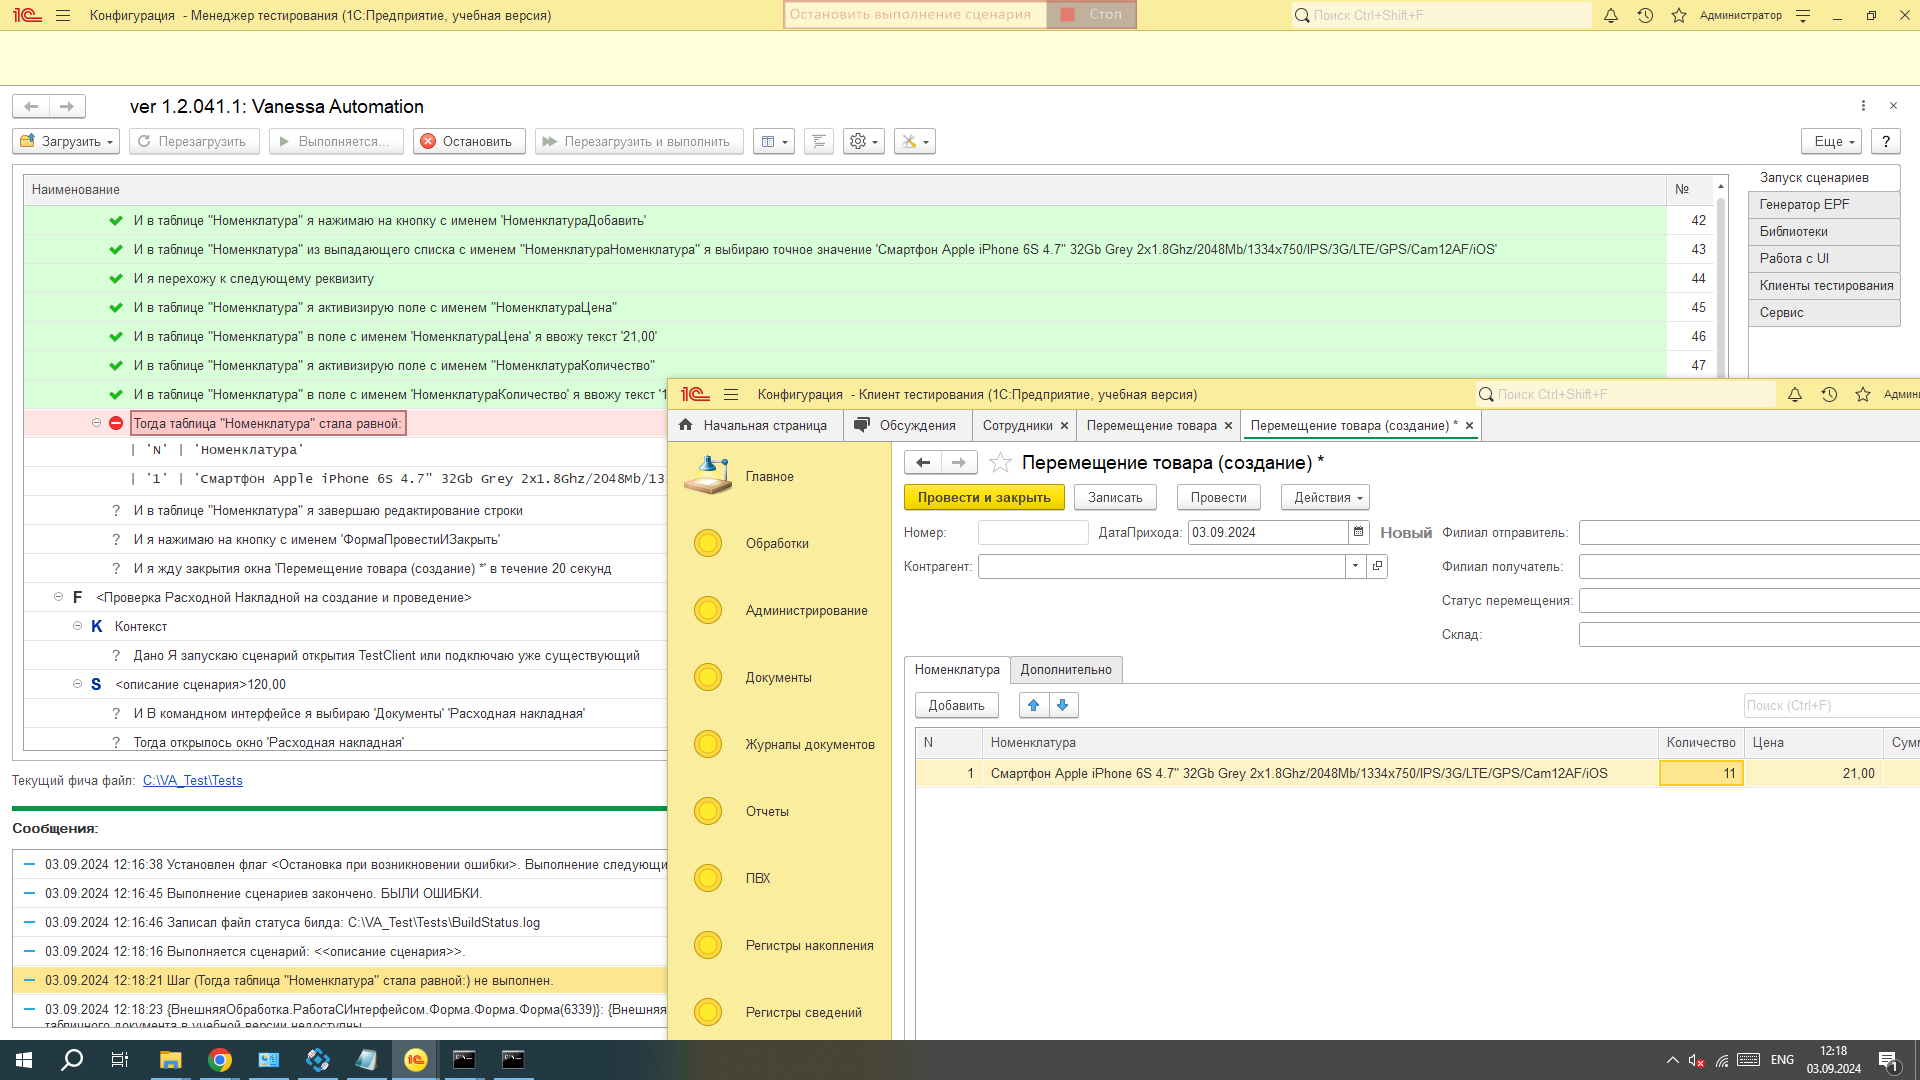 Конфигурация - Менеджер тестирования (1С:Предприятие, учебная версия)
Остановить выполнение сценария
Стоп
Поиск Ctrl+Shift+F
Администратор
ver 1.2.041.1: Vanessa Automation
Загрузить
Перезагрузить
Выполняется...
Остановить
Перезагрузить и выполнить
Еще
?
Наименование
№
И в таблице "Номенклатура" я нажимаю на кнопку с именем 'НоменклатураДобавить'
42
И в таблице "Номенклатура" из выпадающего списка с именем "НоменклатураНоменклатура" я выбираю точное значение 'Смартфон Apple iPhone 6S 4.7" 32Gb Grey 2x1.8Ghz/2048Mb/1334x750/IPS/3G/LTE/GPS/Cam12AF/iOS'
43
И я перехожу к следующему реквизиту
44
И в таблице "Номенклатура" я активизирую поле с именем "НоменклатураЦена"
45
И в таблице "Номенклатура" в поле с именем 'НоменклатураЦена' я ввожу текст '21,00'
46
И в таблице "Номенклатура" я активизирую поле с именем "НоменклатураКоличество"
47
И в таблице "Номенклатура" в поле с именем 'НоменклатураКоличество' я ввожу текст '1
Тогда таблица "Номенклатура" стала равной:
| 'N' | 'Номенклатура'
| '1' | 'Смартфон Apple iPhone 6S 4.7" 32Gb Grey 2x1.8Ghz/2048Mb/13
? И в таблице "Номенклатура" я завершаю редактирование строки
? И я нажимаю на кнопку с именем 'ФормаПровестиИЗакрыть'
? И я жду закрытия окна 'Перемещение товара (создание) *' в течение 20 секунд
F <Проверка Расходной Накладной на создание и проведение>
K Контекст
? Дано Я запускаю сценарий открытия TestClient или подключаю уже существующий
S <описание сценария>120,00
? И В командном интерфейсе я выбираю 'Документы' 'Расходная накладная'
? Тогда открылось окно 'Расходная накладная'
Запуск сценариев
Генератор EPF
Библиотеки
Работа с UI
Клиенты тестирования
Сервис
Текущий фича файл: C:\VA_Test\Tests
Сообщения:
03.09.2024 12:16:38 Установлен флаг <Остановка при возникновении ошибки>. Выполнение следующи
03.09.2024 12:16:45 Выполнение сценариев закончено. БЫЛИ ОШИБКИ.
03.09.2024 12:16:46 Записал файл статуса билда: C:\VA_Test\Tests\BuildStatus.log
03.09.2024 12:18:16 Выполняется сценарий: <<описание сценария>>.
03.09.2024 12:18:21 Шаг (Тогда таблица "Номенклатура" стала равной:) не выполнен.
03.09.2024 12:18:23 {ВнешняяОбработка.РаботаСИнтерфейсом.Форма.Форма.Форма(6339)}: {Внешняя
табличного документа в учебной версии недоступны
Конфигурация - Клиент тестирования (1С:Предприятие, учебная версия)
Поиск Ctrl+Shift+F
Админи
Начальная страница
Обсуждения
Сотрудники
Перемещение товара
Перемещение товара (создание) *
Главное
Обработки
Администрирование
Документы
Журналы документов
Отчеты
ПВХ
Регистры накопления
Регистры сведений
Перемещение товара (создание) *
Провести и закрыть
Записать
Провести
Действия
Номер:
ДатаПрихода: 03.09.2024
Новый
Филиал отправитель:
Контрагент:
Филиал получатель:
Статус перемещения:
Склад:
Номенклатура
Дополнительно
Добавить
Поиск (Ctrl+F)
N Номенклатура Количество Цена Сумм
1 Смартфон Apple iPhone 6S 4.7" 32Gb Grey 2x1.8Ghz/2048Mb/1334x750/IPS/3G/LTE/GPS/Cam12AF/iOS 11 21,00
ENG
12:18
03.09.2024
1